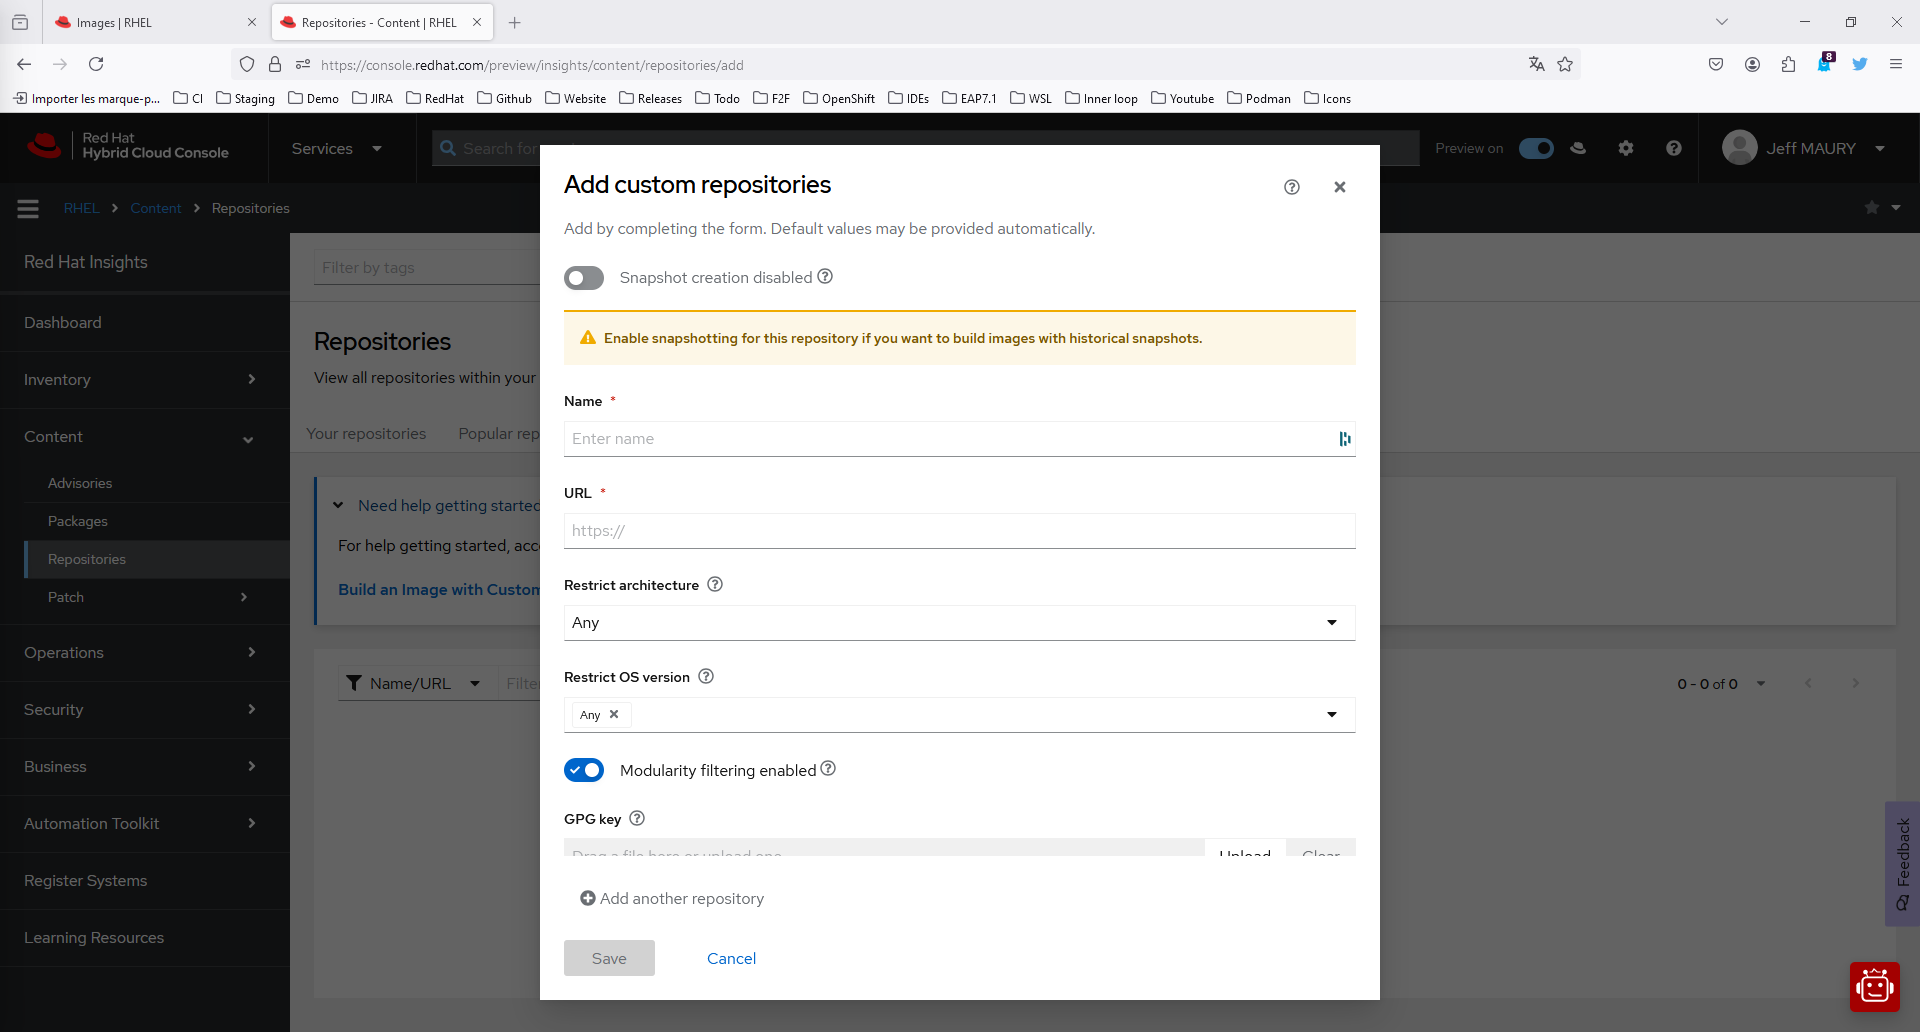 Images | RHEL
Repositories - Content | RHEL
https://console.redhat.com/preview/insights/content/repositories/add
8
Importer les marque-p...
CI
Staging
Demo
JIRA
RedHat
Github
Website
Releases
Todo
F2F
OpenShift
IDEs
EAP7.1
WSL
Inner loop
Youtube
Podman
Icons
Red Hat
Hybrid Cloud Console
Services
Search for
Preview on
Jeff MAURY
RHEL
Content
Repositories
Red Hat Insights
Dashboard
Inventory
Content
Advisories
Packages
Repositories
Patch
Operations
Security
Business
Automation Toolkit
Register Systems
Learning Resources
Filter by tags
Repositories
View all repositories within your
Your repositories
Popular rep
Need help getting started
For help getting started, acc
Build an Image with Custom
Name/URL
Filte
0 - 0 of 0
Add custom repositories
Add by completing the form. Default values may be provided automatically.
Snapshot creation disabled
Enable snapshotting for this repository if you want to build images with historical snapshots.
Name *
Enter name
URL *
https://
Restrict architecture
Any
Restrict OS version
Any
Modularity filtering enabled
GPG key
Drag a file here or upload one
Upload
Clear
Add another repository
Save
Cancel
Feedback